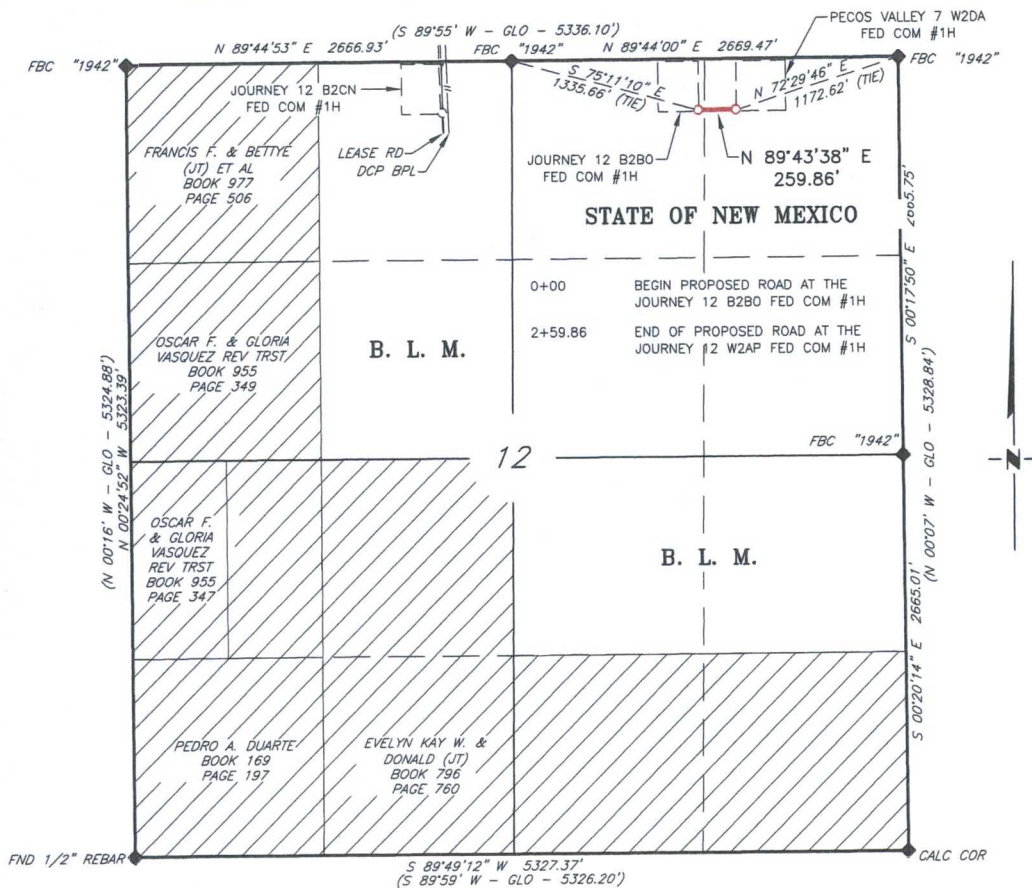 (S 89°55' W - GLO - 5336.10')
N 89°44'53" E 2666.93'
FBC "1942"
N 89°44'00" E 2669.47'
PECOS VALLEY 7 W2DA
FED COM #1H
FBC "1942"
FBC "1942"
S 75°11'10" E
1335.66' (TIE)
N 72°29'46" E
1172.62' (TIE)
JOURNEY 12 B2CN
FED COM #1H
LEASE RD
DCP BPL
JOURNEY 12 B2BO
FED COM #1H
N 89°43'38" E
259.86'
FRANCIS F. & BETTYE
(JT) ET AL
BOOK 977
PAGE 506
STATE OF NEW MEXICO
S 00°17'50" E 2665.75'
0+00 BEGIN PROPOSED ROAD AT THE
JOURNEY 12 B2BO FED COM #1H
2+59.86 END OF PROPOSED ROAD AT THE
JOURNEY 12 W2AP FED COM #1H
OSCAR F. & GLORIA
VASQUEZ REV TRST
BOOK 955
PAGE 349
B. L. M.
(N 00°16' W - GLO - 5324.88')
N 00°24'52" W 5323.39'
12
FBC "1942"
(N 00°07' W - GLO - 5328.84')
N
OSCAR F.
& GLORIA
VASQUEZ
REV TRST
BOOK 955
PAGE 347
B. L. M.
S 00°20'14" E 2665.01'
PEDRO A. DUARTE
BOOK 169
PAGE 197
EVELYN KAY W. &
DONALD (JT)
BOOK 796
PAGE 760
FND 1/2" REBAR
S 89°49'12" W 5327.37'
(S 89°59' W - GLO - 5326.20')
CALC COR